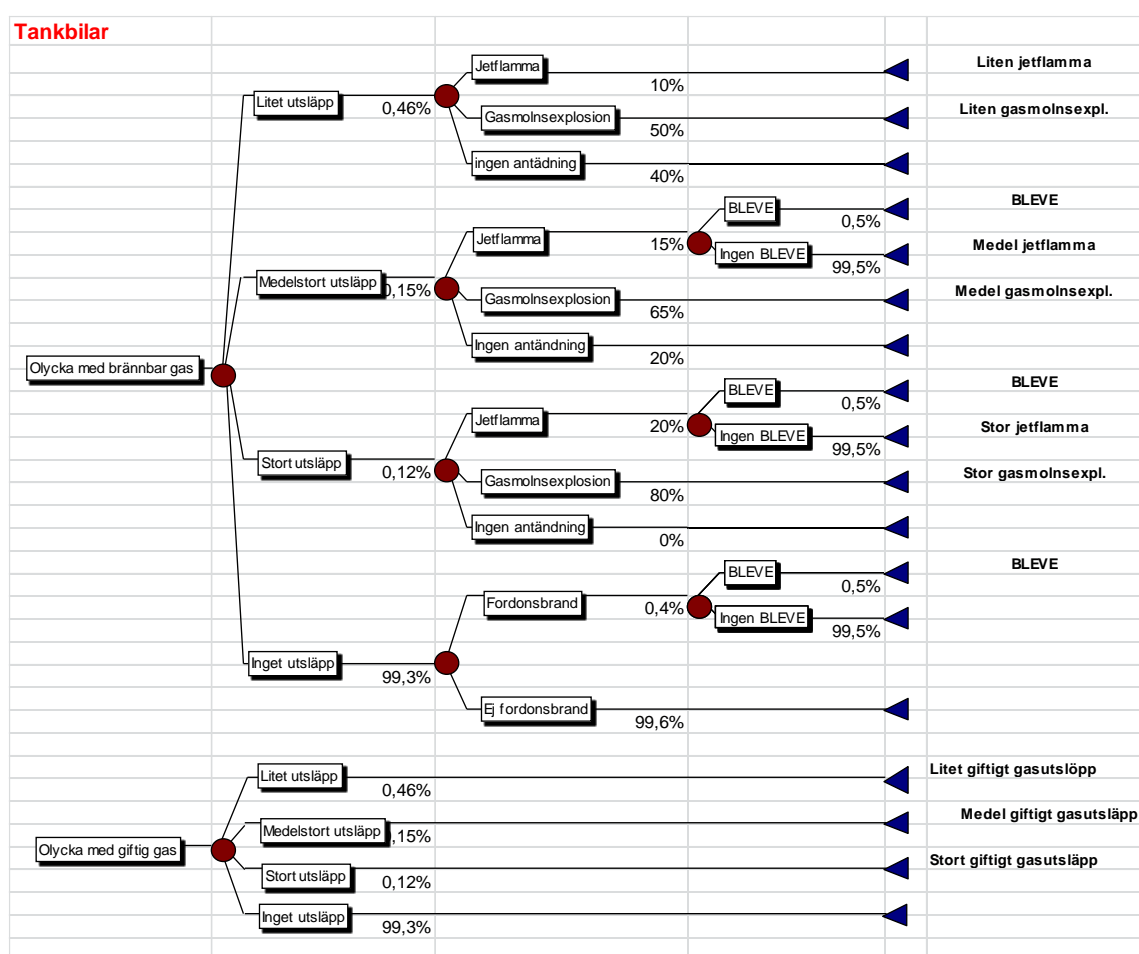 Tankbilar
Jetflamma
10%
Liten jetflamma
Litet utsläpp
0,46%
Gasmolnsexplosion
50%
Liten gasmolnsexpl.
ingen antädning
40%
BLEVE
0,5%
BLEVE
Jetflamma
15%
Ingen BLEVE
99,5%
Medel jetflamma
Medelstort utsläpp
0,15%
Gasmolnsexplosion
65%
Medel gasmolnsexpl.
Ingen antändning
20%
Olycka med brännbar gas
BLEVE
0,5%
BLEVE
Jetflamma
20%
Ingen BLEVE
99,5%
Stor jetflamma
Stort utsläpp
0,12%
Gasmolnsexplosion
80%
Stor gasmolnsexpl.
Ingen antändning
0%
BLEVE
0,5%
BLEVE
Fordonsbrand
0,4%
Ingen BLEVE
99,5%
Inget utsläpp
99,3%
Ej fordonsbrand
99,6%
Litet utsläpp
0,46%
Litet giftigt gasutslöpp
Medelstort utsläpp
,15%
Medel giftigt gasutsläpp
Olycka med giftig gas
Stort utsläpp
0,12%
Stort giftigt gasutsläpp
Inget utsläpp
99,3%